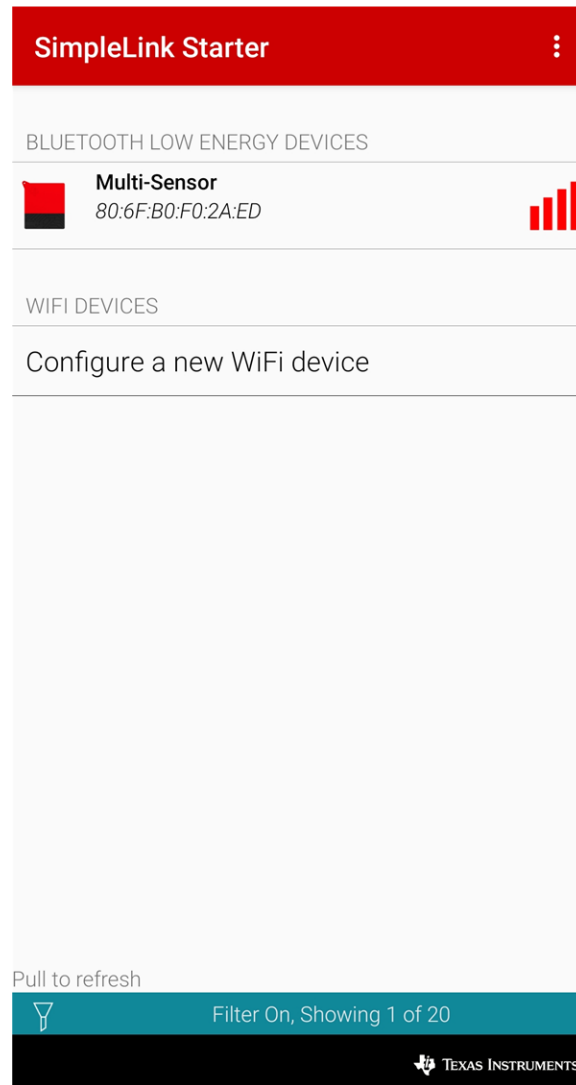 SimpleLink Starter
BLUETOOTH LOW ENERGY DEVICES
Multi-Sensor
80:6F:B0:F0:2A:ED
WIFI DEVICES
Configure a new WiFi device
Pull to refresh
Filter On, Showing 1 of 20
TEXAS INSTRUMENTS